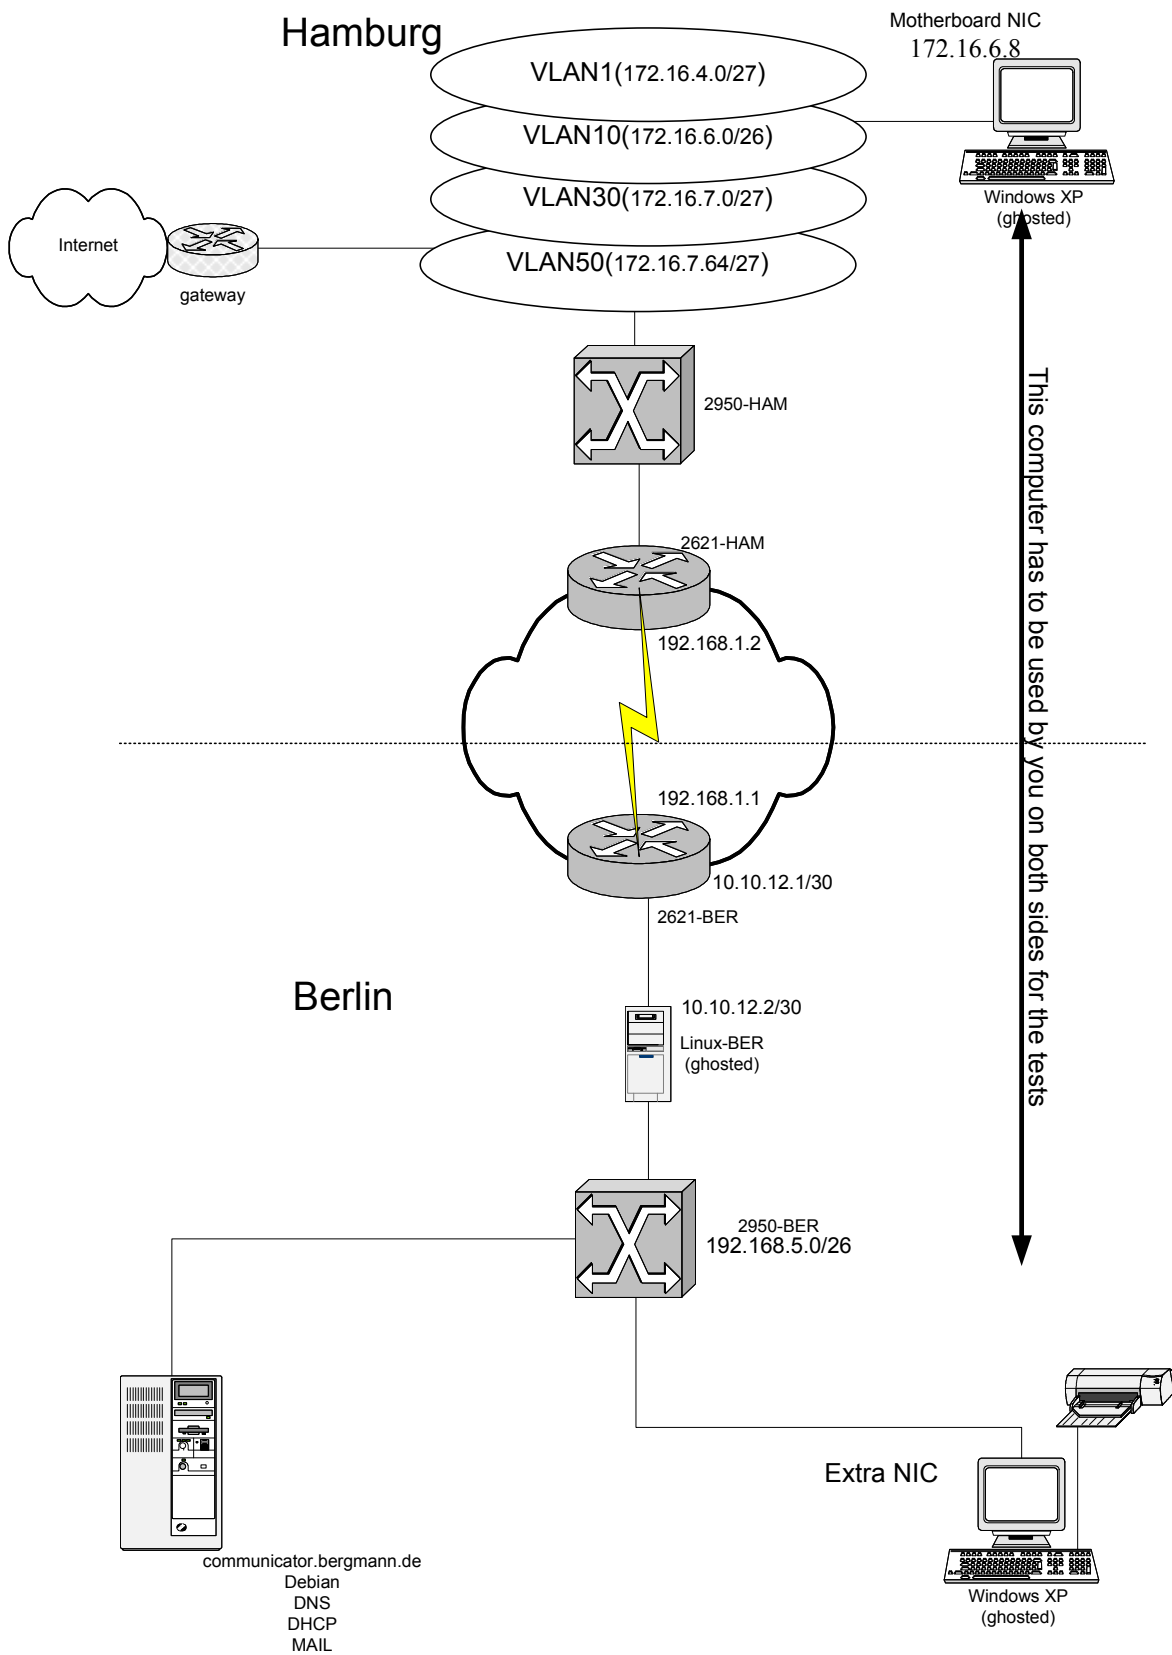 Hamburg
Motherboard NIC
172.16.6.8
VLAN1(172.16.4.0/27)
VLAN10(172.16.6.0/26)
VLAN30(172.16.7.0/27)
VLAN50(172.16.7.64/27)
Windows XP
(ghosted)
Internet
gateway
2950-HAM
2621-HAM
192.168.1.2
This computer has to be used by you on both sides for the tests
192.168.1.1
10.10.12.1/30
2621-BER
Berlin
10.10.12.2/30
Linux-BER
(ghosted)
2950-BER
192.168.5.0/26
Extra NIC
communicator.bergmann.de
Debian
DNS
DHCP
MAIL
Windows XP
(ghosted)